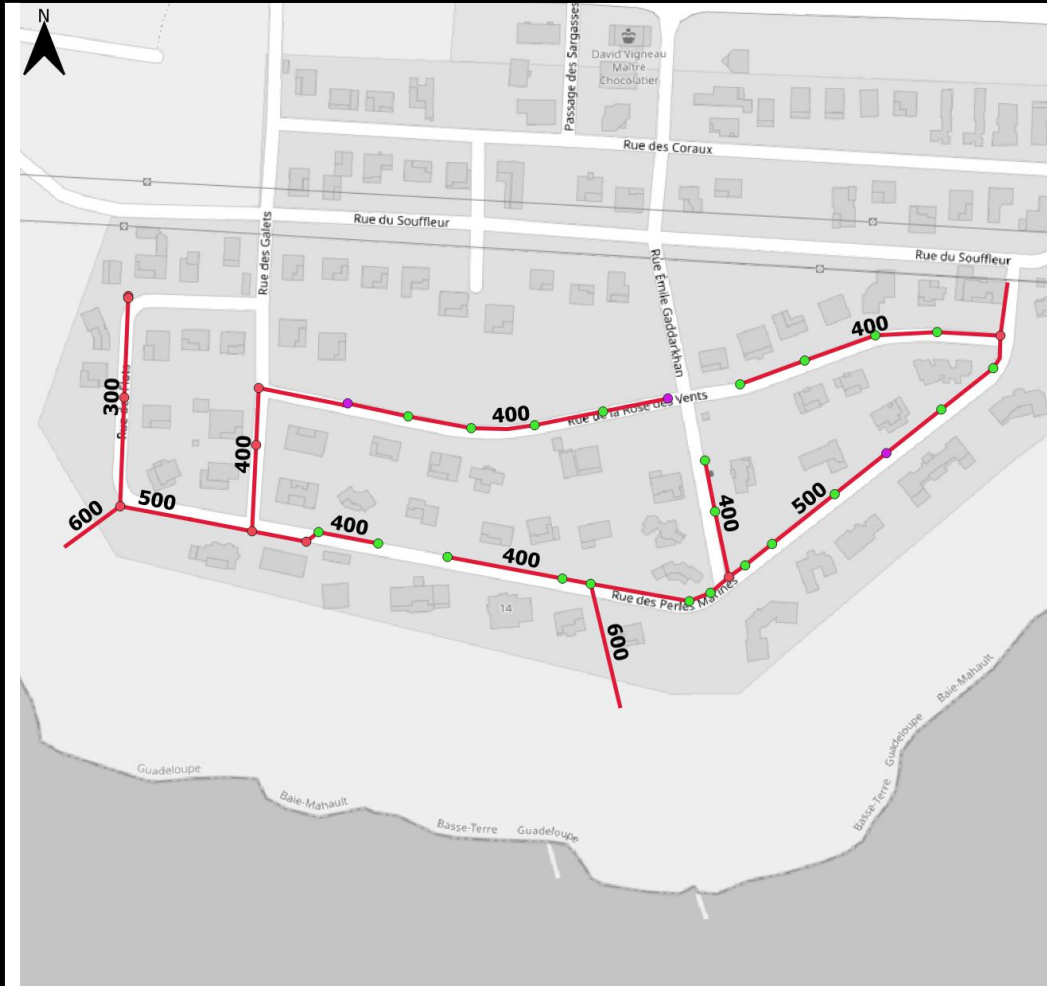 N
Passage des Sargasses
David Vigneau
Maître
Chocolatier
Rue des Coraux
Rue du Souffleur
Rue des Galets
Rue du Souffleur
Rue Émile Gaddarkhan
400
300
400
Rue de la Rose des Vents
400
500
400
500
600
400
400
400
Rue des Perles Marines
14
600
Guadeloupe
Baie-Mahault
Basse-Terre
Guadeloupe
Baie-Mahault
Guadeloupe
Basse-Terre